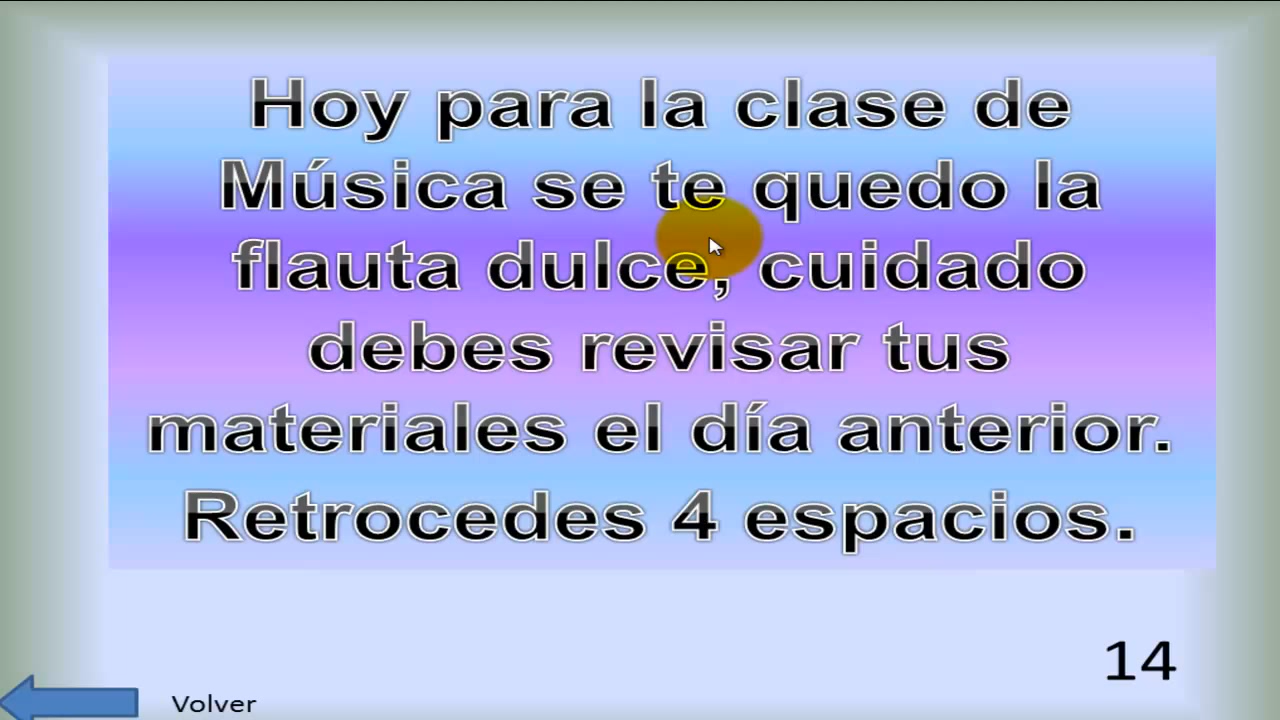 Hoy para la clase de
Música se te quedo la
flauta dulce, cuidado
debes revisar tus
materiales el día anterior.
Retrocedes 4 espacios.
14
Volver